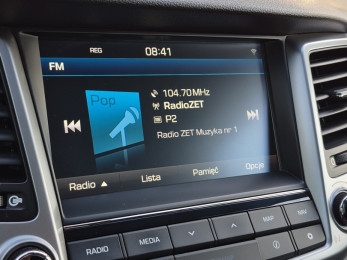 REG 08:41
FM
Pop
104.70MHz
RadioZET
P2
Radio ZET Muzyka nr 1
Radio Lista Pamięć Opcje
RADIO MEDIA MAP NAV